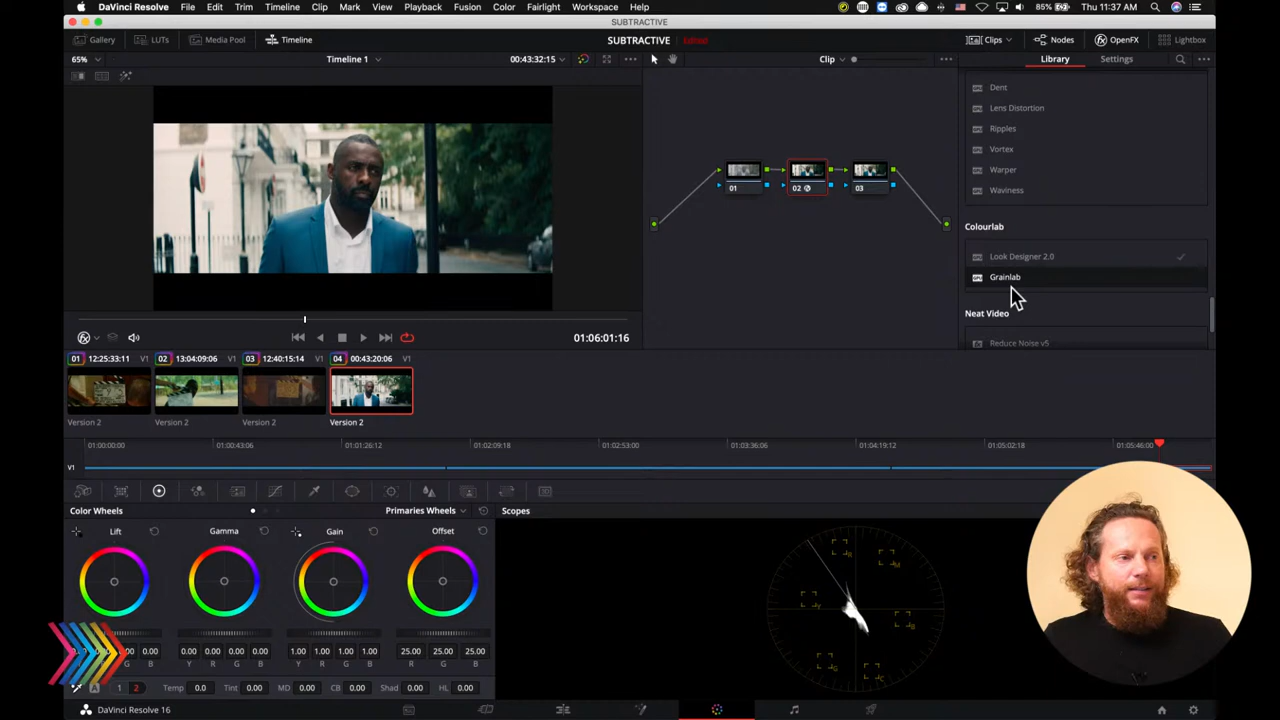 DaVinci Resolve File Edit Trim Timeline Clip Mark View Playback Fusion Color Fairlight Workspace Help 85% Thu 11:37 AM
SUBTRACTIVE
Gallery LUTs Media Pool Timeline SUBTRACTIVE Edited Clips Nodes OpenFX Lightbox
65% Timeline 1 00:43:32:15 Clip Library Settings
Dent
Lens Distortion
Ripples
Vortex
Warper
Waviness
01 02 03
Colourlab
Look Designer 2.0
Grainlab
Neat Video
Reduce Noise v5
01:06:01:16
01 12:25:33:11 V1 02 13:04:09:06 V1 03 12:40:15:14 V1 04 00:43:20:06 V1
Version 2 Version 2 Version 2 Version 2
01:00:00:00 01:00:43:06 01:01:26:12 01:02:09:18 01:02:53:00 01:03:36:06 01:04:19:12 01:05:02:18 01:05:46:00
V1
Color Wheels Primaries Wheels Scopes
Lift Gamma Gain Offset
R M B C G Y
0.00 0.00 0.00 0.00 0.00 1.00 1.00 1.00 1.00 25.00 25.00 25.00
G B Y R G B Y R G B R G B
A 1 2 Temp 0.0 Tint 0.00 MD 0.00 CB 0.00 Shad 0.00 HL 0.00
DaVinci Resolve 16